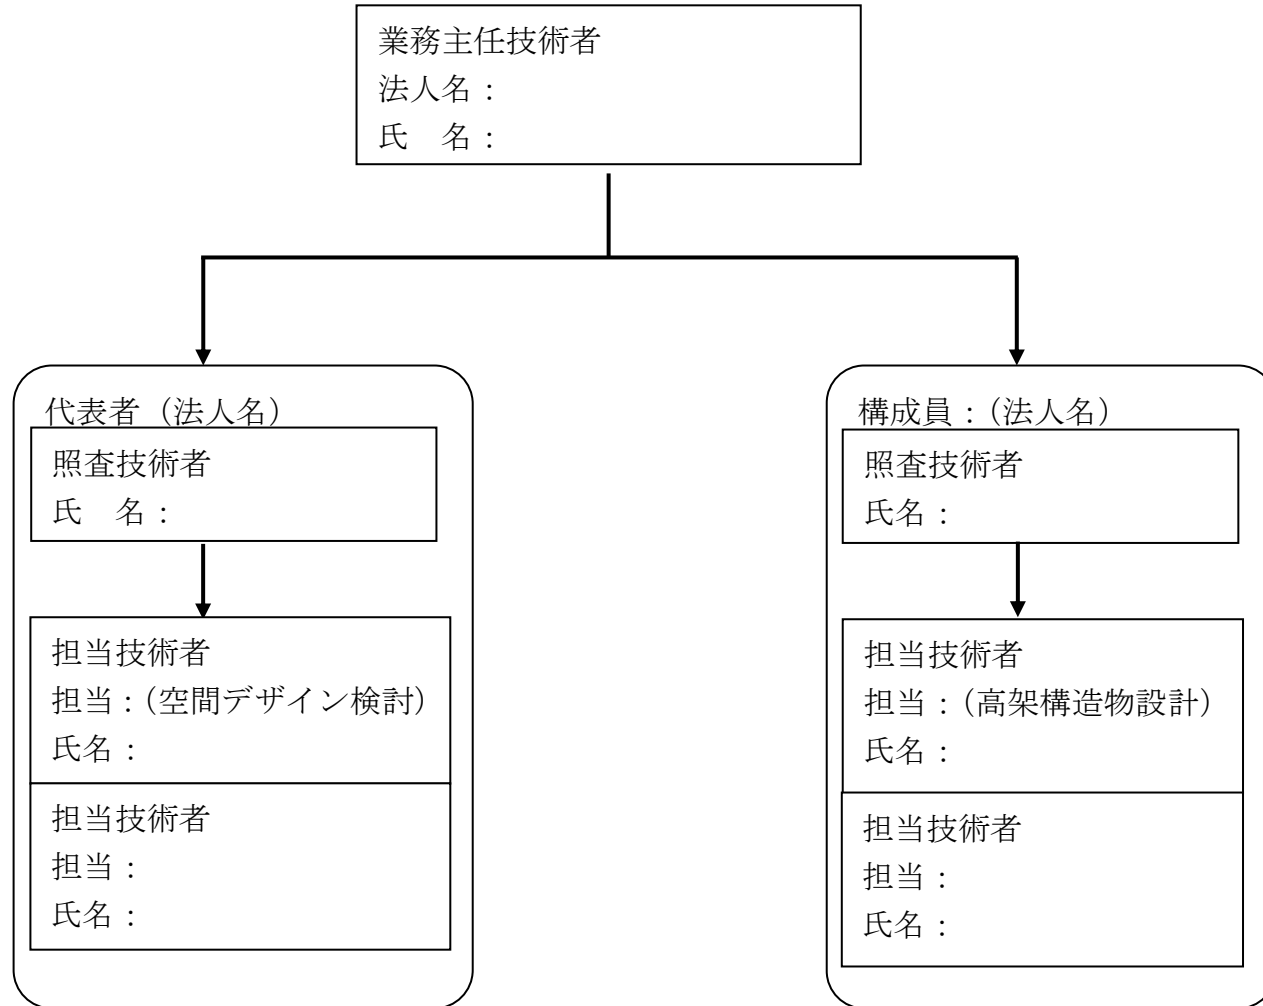 業務主任技術者
法人名：
氏　名：
代表者（法人名）
照査技術者
氏　名：
担当技術者
担当：（空間デザイン検討）
氏名：
担当技術者
担当：
氏名：
構成員：（法人名）
照査技術者
氏名：
担当技術者
担当：（高架構造物設計）
氏名：
担当技術者
担当：
氏名：